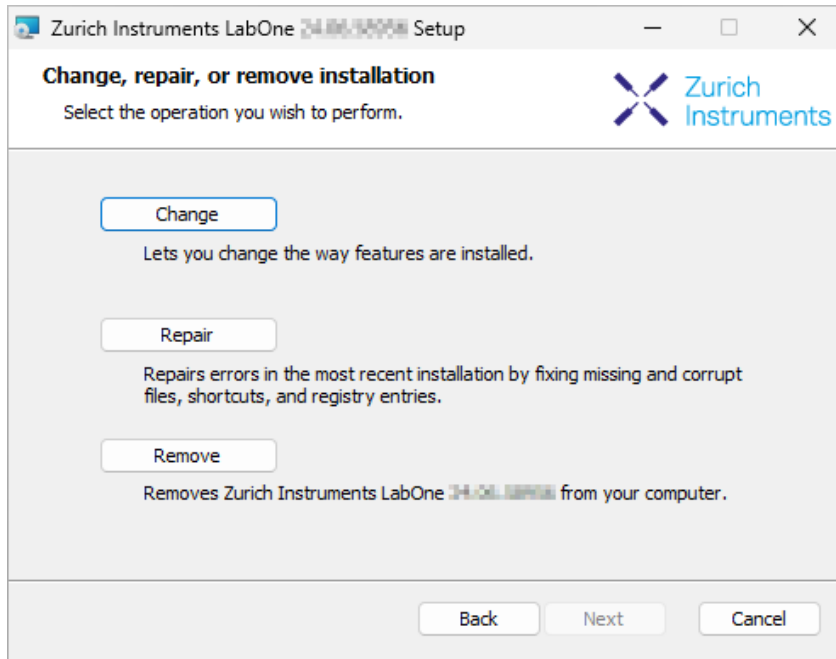 Zurich Instruments LabOne Setup
Change, repair, or remove installation
Select the operation you wish to perform.
Zurich
Instruments
Change
Lets you change the way features are installed.
Repair
Repairs errors in the most recent installation by fixing missing and corrupt
files, shortcuts, and registry entries.
Remove
Removes Zurich Instruments LabOne from your computer.
Back
Next
Cancel